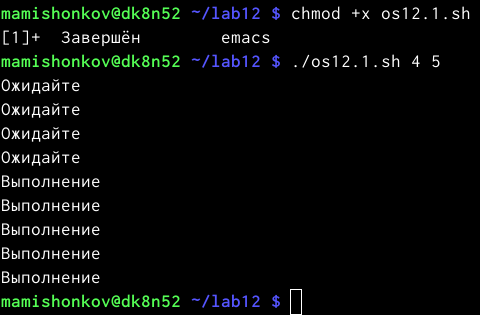 mamishonkov@dk8n52 ~/lab12 $ chmod +x os12.1.sh
[1]+  Завершён        emacs
mamishonkov@dk8n52 ~/lab12 $ ./os12.1.sh 4 5
Ожидайте
Ожидайте
Ожидайте
Ожидайте
Выполнение
Выполнение
Выполнение
Выполнение
Выполнение
mamishonkov@dk8n52 ~/lab12 $